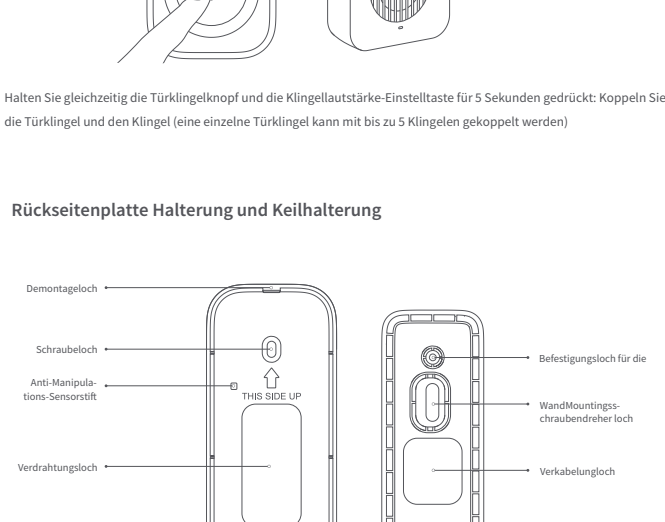 Halten Sie gleichzeitig die Türklingelknopf und die Klingellautstärke-Einstelltaste für 5 Sekunden gedrückt: Koppeln Sie
die Türklingel und den Klingel (eine einzelne Türklingel kann mit bis zu 5 Klingelen gekoppelt werden)
Rückseitenplatte Halterung und Keilhalterung
Demontageloch
Schraubeloch
Anti-Manipula-
tions-Sensorstift
Verdrahtungsloch
THIS SIDE UP
Befestigungsloch für die
WandMountingss-
chraubendreher loch
Verkabelungloch